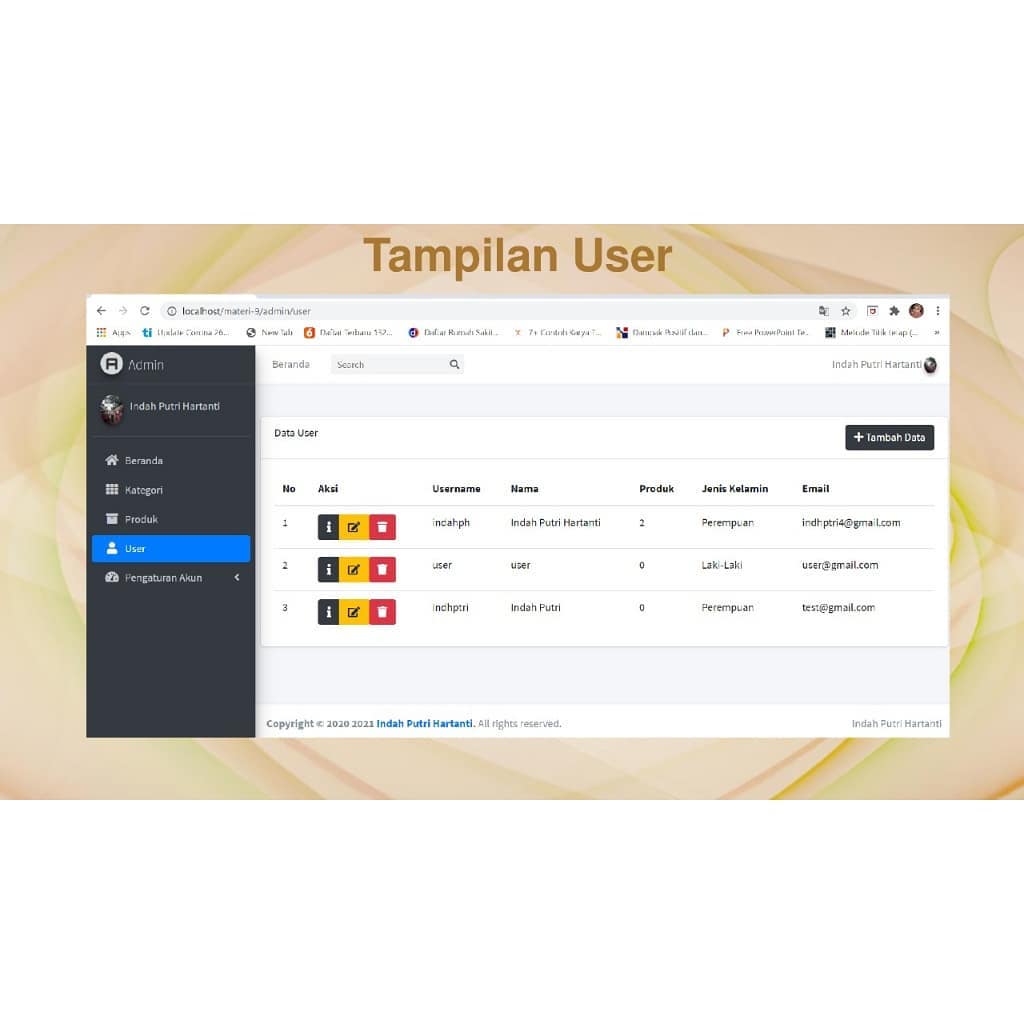 Tampilan User
localhost/materi-9/admin/user
Apps Update Corona 26... New Tab Daftar Terbaru 132... Daftar Rumah Sakit... 7+ Contoh Karya T... Dampak Positif dan... Free PowerPoint Te... Metode Titik tetap (... »
Admin
Beranda Search Indah Putri Hartanti
Indah Putri Hartanti
Beranda
Kategori
Produk
User
Pengaturan Akun
Data User + Tambah Data
No Aksi Username Nama Produk Jenis Kelamin Email
1 indahph Indah Putri Hartanti 2 Perempuan indhptri4@gmail.com
2 user user 0 Laki-Laki user@gmail.com
3 indhptri Indah Putri 0 Perempuan test@gmail.com
Copyright © 2020 2021 Indah Putri Hartanti. All rights reserved. Indah Putri Hartanti